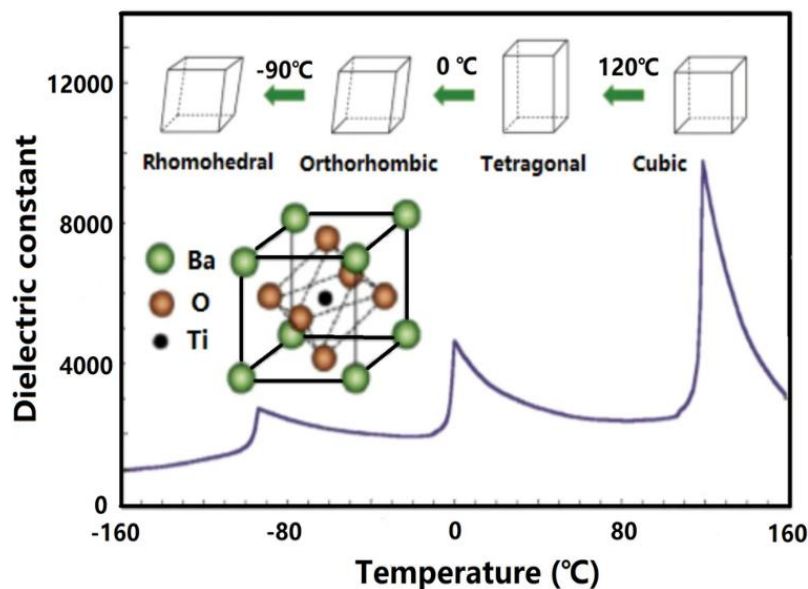 -90℃
0 ℃
120℃
Rhomohedral
Orthorhombic
Tetragonal
Cubic
Ba
O
Ti
Dielectric constant
12000
8000
4000
0
-160
-80
0
80
160
Temperature (℃)